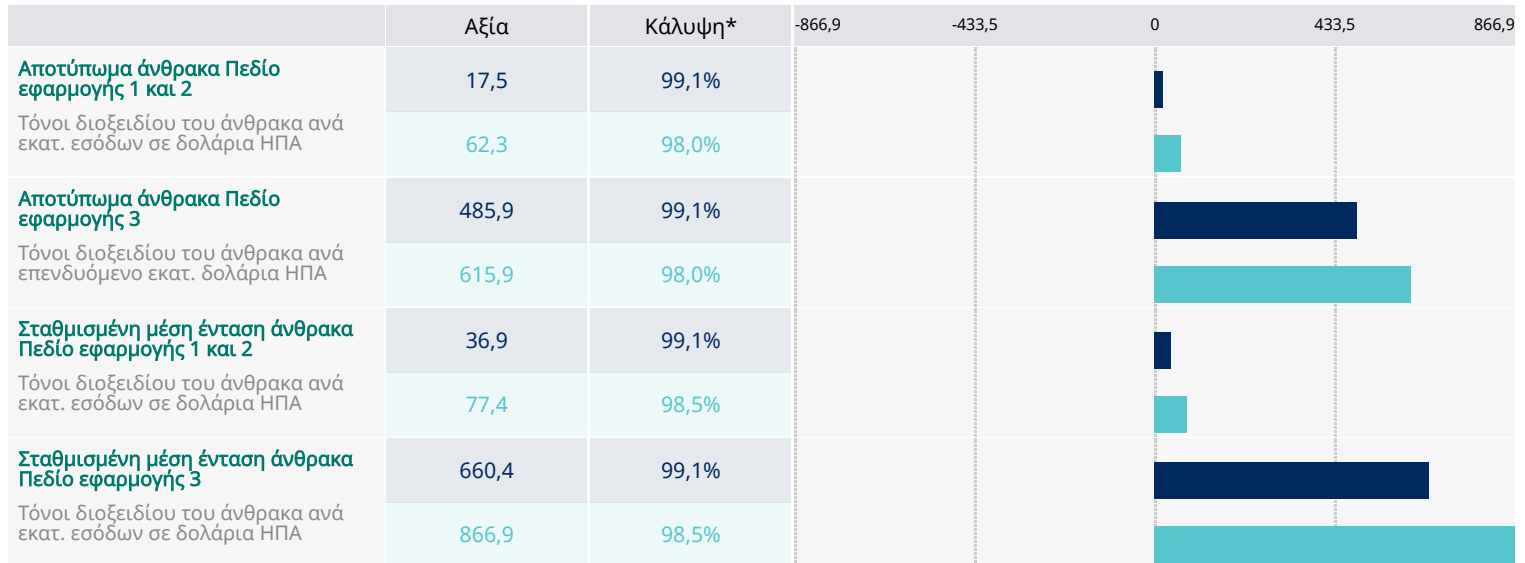 Αξία Κάλυψη* -866,9 -433,5 0 433,5 866,9
Αποτύπωμα άνθρακα Πεδίο
εφαρμογής 1 και 2
17,5 99,1%
Τόνοι διοξειδίου του άνθρακα ανά
εκατ. εσόδων σε δολάρια ΗΠΑ
62,3 98,0%
Αποτύπωμα άνθρακα Πεδίο
εφαρμογής 3
485,9 99,1%
Τόνοι διοξειδίου του άνθρακα ανά
επενδυόμενο εκατ. δολάρια ΗΠΑ
615,9 98,0%
Σταθμισμένη μέση ένταση άνθρακα
Πεδίο εφαρμογής 1 και 2
36,9 99,1%
Τόνοι διοξειδίου του άνθρακα ανά
εκατ. εσόδων σε δολάρια ΗΠΑ
77,4 98,5%
Σταθμισμένη μέση ένταση άνθρακα
Πεδίο εφαρμογής 3
660,4 99,1%
Τόνοι διοξειδίου του άνθρακα ανά
εκατ. εσόδων σε δολάρια ΗΠΑ
866,9 98,5%